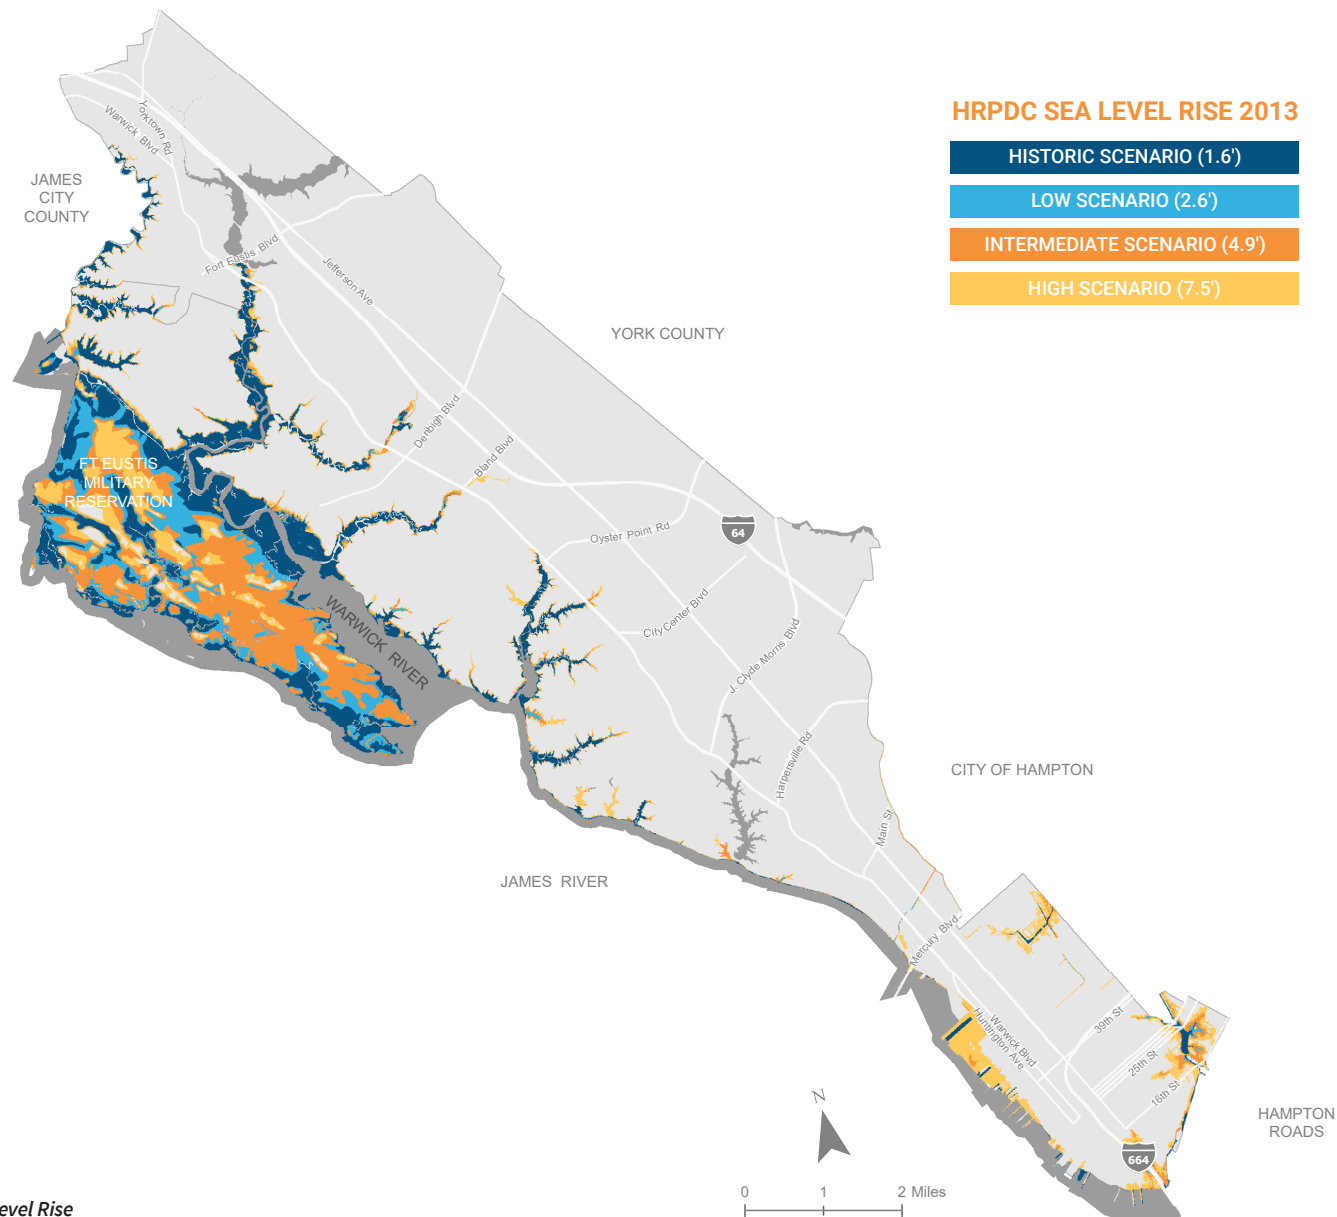 HRPDC SEA LEVEL RISE 2013
HISTORIC SCENARIO (1.6')
LOW SCENARIO (2.6')
INTERMEDIATE SCENARIO (4.9')
HIGH SCENARIO (7.5')
Yorktown Rd
Warwick Blvd
JAMES
CITY
COUNTY
Fort Eustis Blvd
Jefferson Ave
YORK COUNTY
Denbigh Blvd
Bland Blvd
FT EUSTIS
MILITARY
RESERVATION
Oyster Point Rd
64
WARWICK RIVER
City Center Blvd
J. Clyde Morris Blvd
Harpersville Rd
CITY OF HAMPTON
Main St
JAMES RIVER
Mercury Blvd
39th St
Warwick Blvd
Huntington Ave
25th St
16th St
N
HAMPTON
ROADS
664
0 1 2 Miles
evel Rise